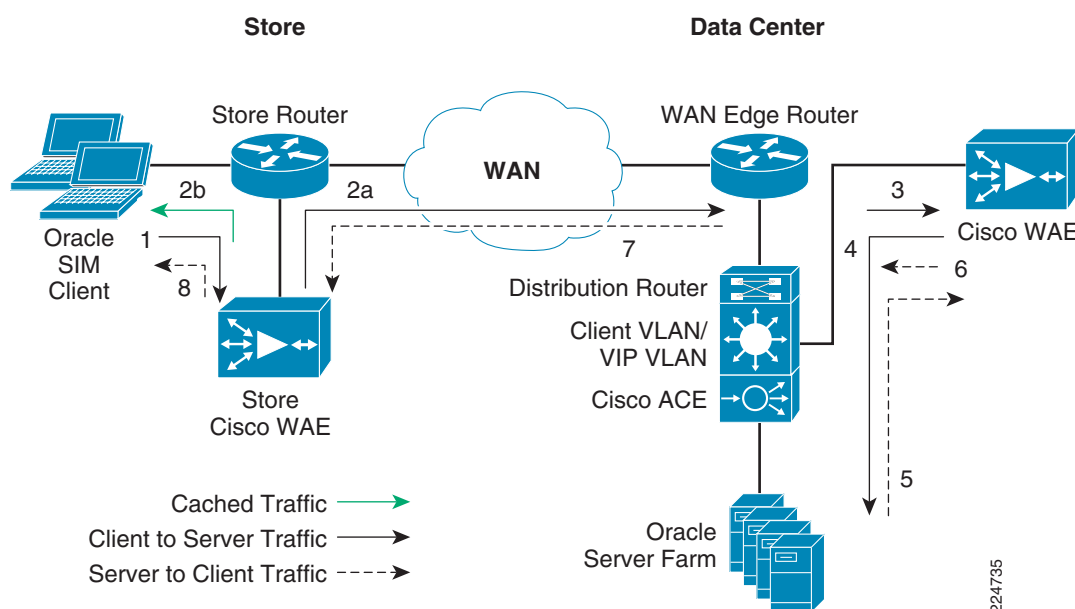 Store
Data Center
Store Router
WAN Edge Router
WAN
2b
2a
3
1
Oracle
SIM
Client
8
7
4
Cisco WAE
6
Distribution Router
Client VLAN/
VIP VLAN
Cisco ACE
Store
Cisco WAE
5
Cached Traffic
Client to Server Traffic
Server to Client Traffic
Oracle
Server Farm
224735